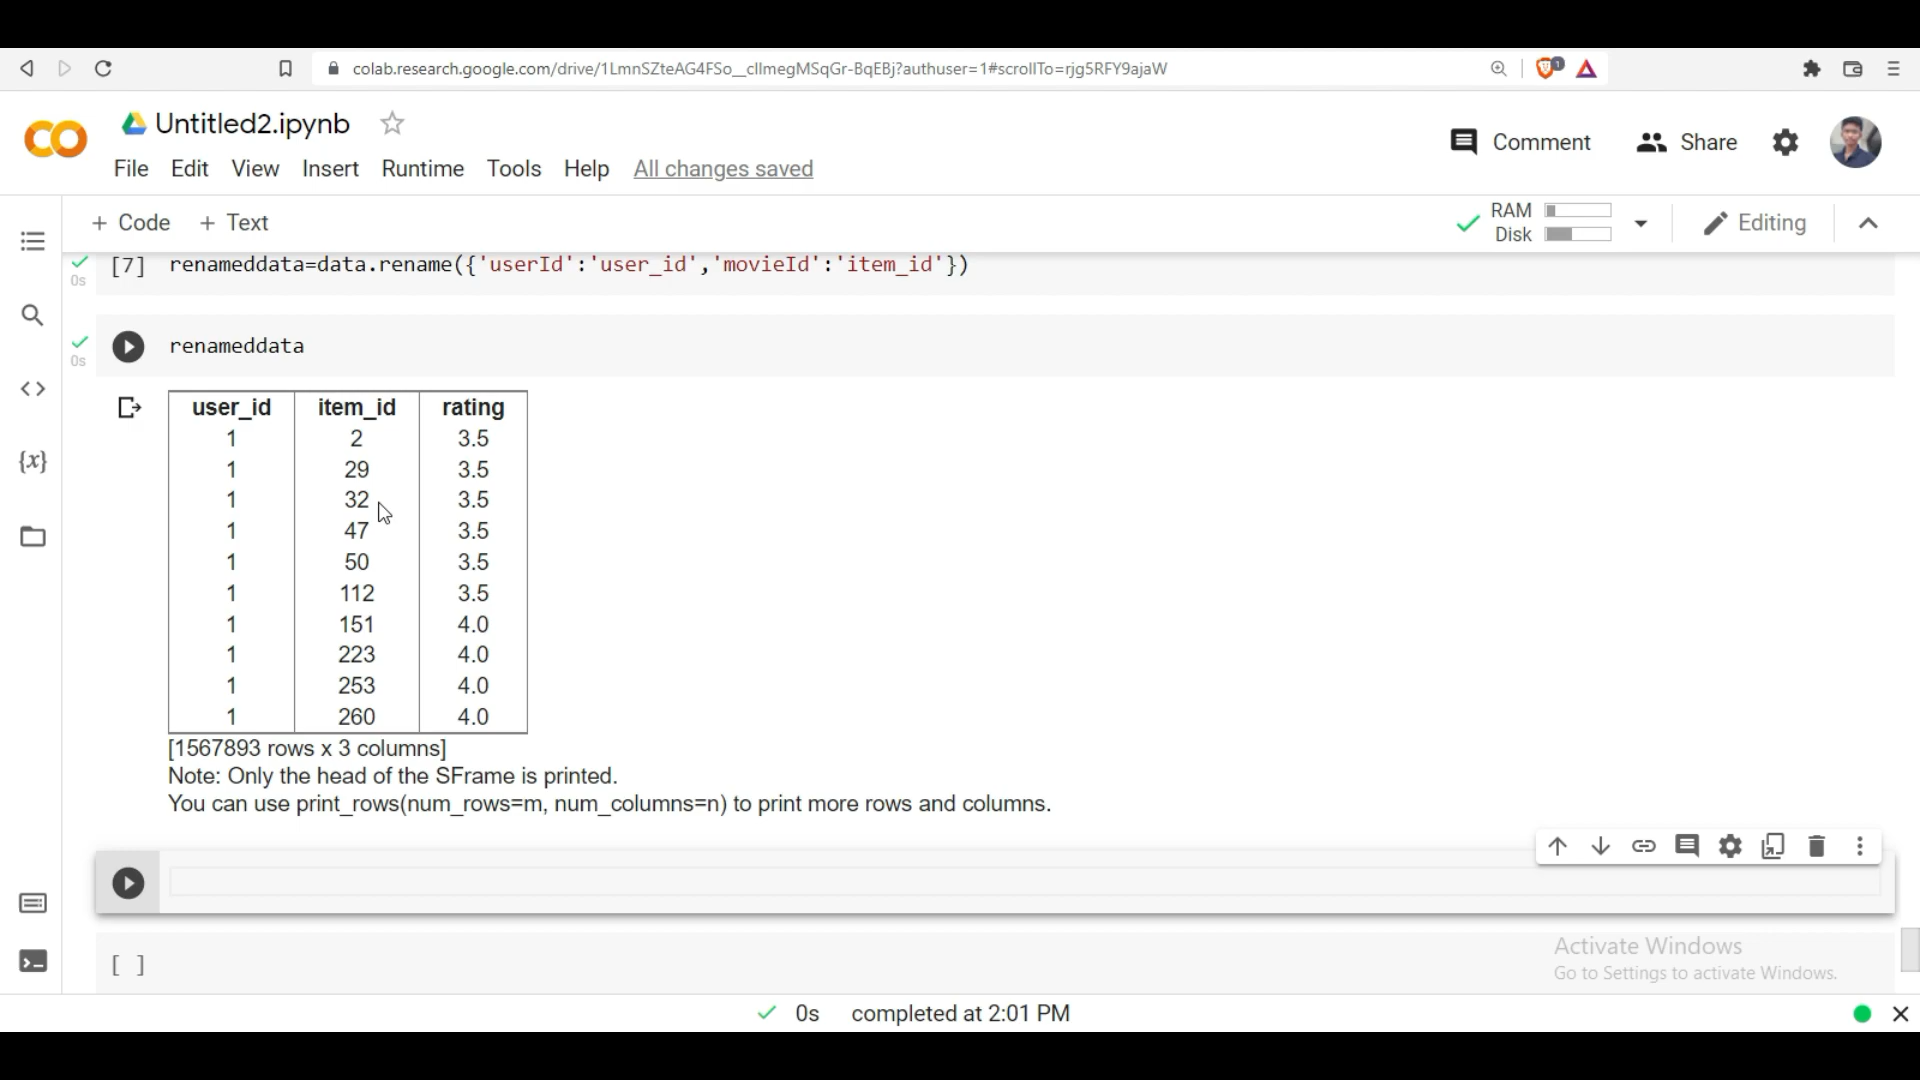 colab.research.google.com/drive/1LmnSZteAG4FSo__cIlmegMSqGr-BqEBj?authuser=1#scrollTo=rjg5RFY9ajaW
1
Untitled2.ipynb
Comment
Share
File Edit View Insert Runtime Tools Help All changes saved
+ Code + Text
RAM
Disk
Editing
[7] renameddata=data.rename({'userId':'user_id','movieId':'item_id'})
0s
renameddata
0s
user_id item_id rating
1 2 3.5
1 29 3.5
1 32 3.5
1 47 3.5
1 50 3.5
1 112 3.5
1 151 4.0
1 223 4.0
1 253 4.0
1 260 4.0
[1567893 rows x 3 columns]
Note: Only the head of the SFrame is printed.
You can use print_rows(num_rows=m, num_columns=n) to print more rows and columns.
[ ]
Activate Windows
Go to Settings to activate Windows.
0s completed at 2:01 PM